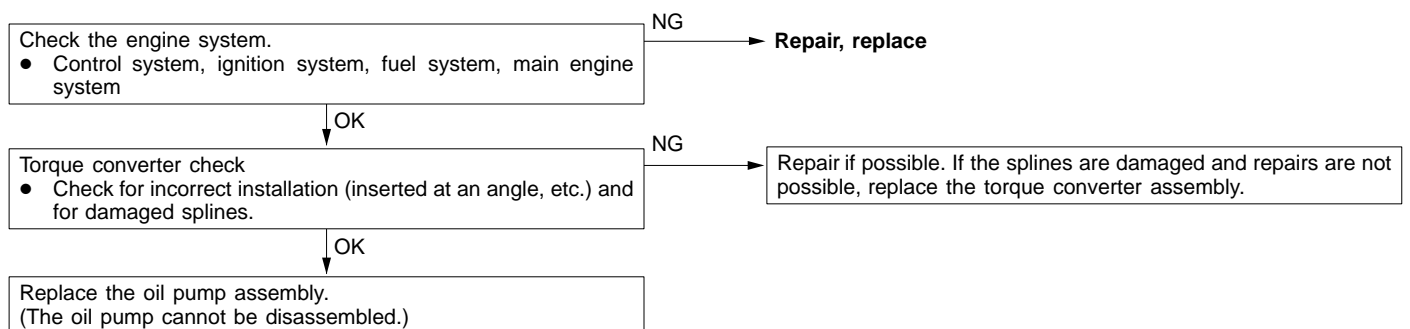 Check the engine system.
NG
Repair, replace
● Control system, ignition system, fuel system, main engine
system
OK
Torque converter check
NG
● Check for incorrect installation (inserted at an angle, etc.) and
for damaged splines.
Repair if possible. If the splines are damaged and repairs are not
possible, replace the torque converter assembly.
OK
Replace the oil pump assembly.
(The oil pump cannot be disassembled.)